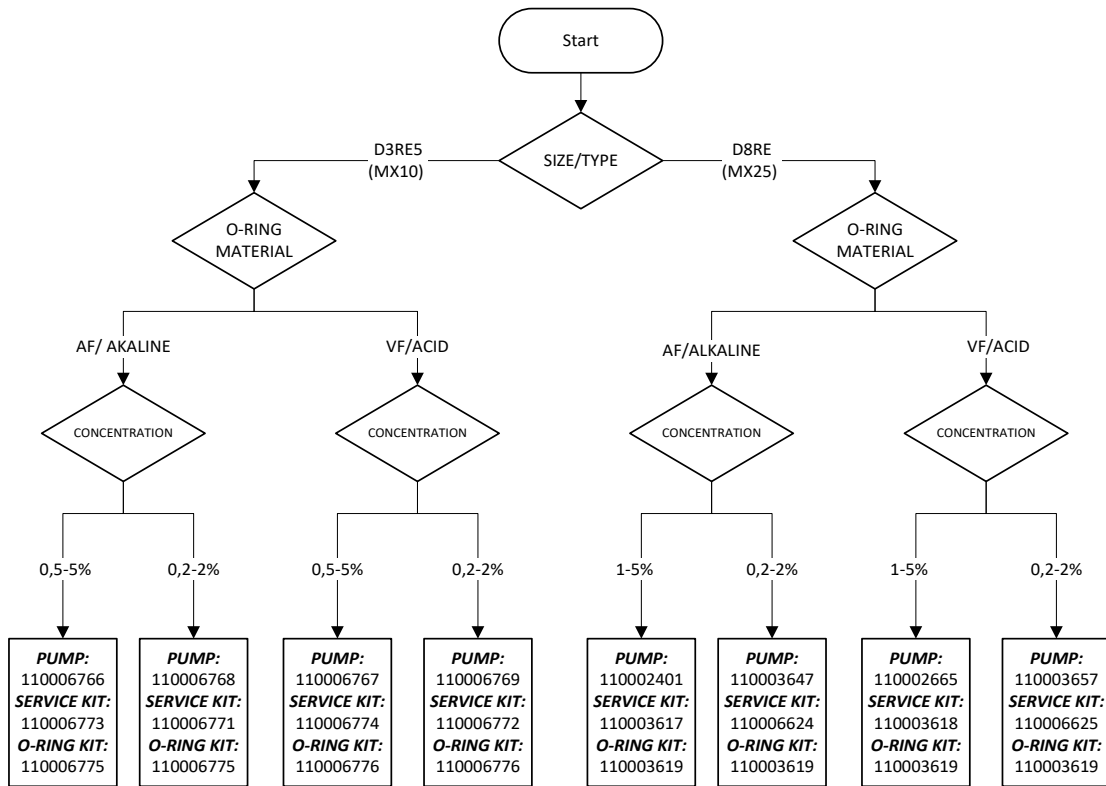 Start
SIZE/TYPE
D3RE5
(MX10)
D8RE
(MX25)
O-RING
MATERIAL
O-RING
MATERIAL
AF/ AKALINE
VF/ACID
AF/ALKALINE
VF/ACID
CONCENTRATION
CONCENTRATION
CONCENTRATION
CONCENTRATION
0,5-5%
0,2-2%
0,5-5%
0,2-2%
1-5%
0,2-2%
1-5%
0,2-2%
PUMP:
110006766
SERVICE KIT:
110006773
O-RING KIT:
110006775
PUMP:
110006768
SERVICE KIT:
110006771
O-RING KIT:
110006775
PUMP:
110006767
SERVICE KIT:
110006774
O-RING KIT:
110006776
PUMP:
110006769
SERVICE KIT:
110006772
O-RING KIT:
110006776
PUMP:
110002401
SERVICE KIT:
110003617
O-RING KIT:
110003619
PUMP:
110003647
SERVICE KIT:
110006624
O-RING KIT:
110003619
PUMP:
110002665
SERVICE KIT:
110003618
O-RING KIT:
110003619
PUMP:
110003657
SERVICE KIT:
110006625
O-RING KIT:
110003619